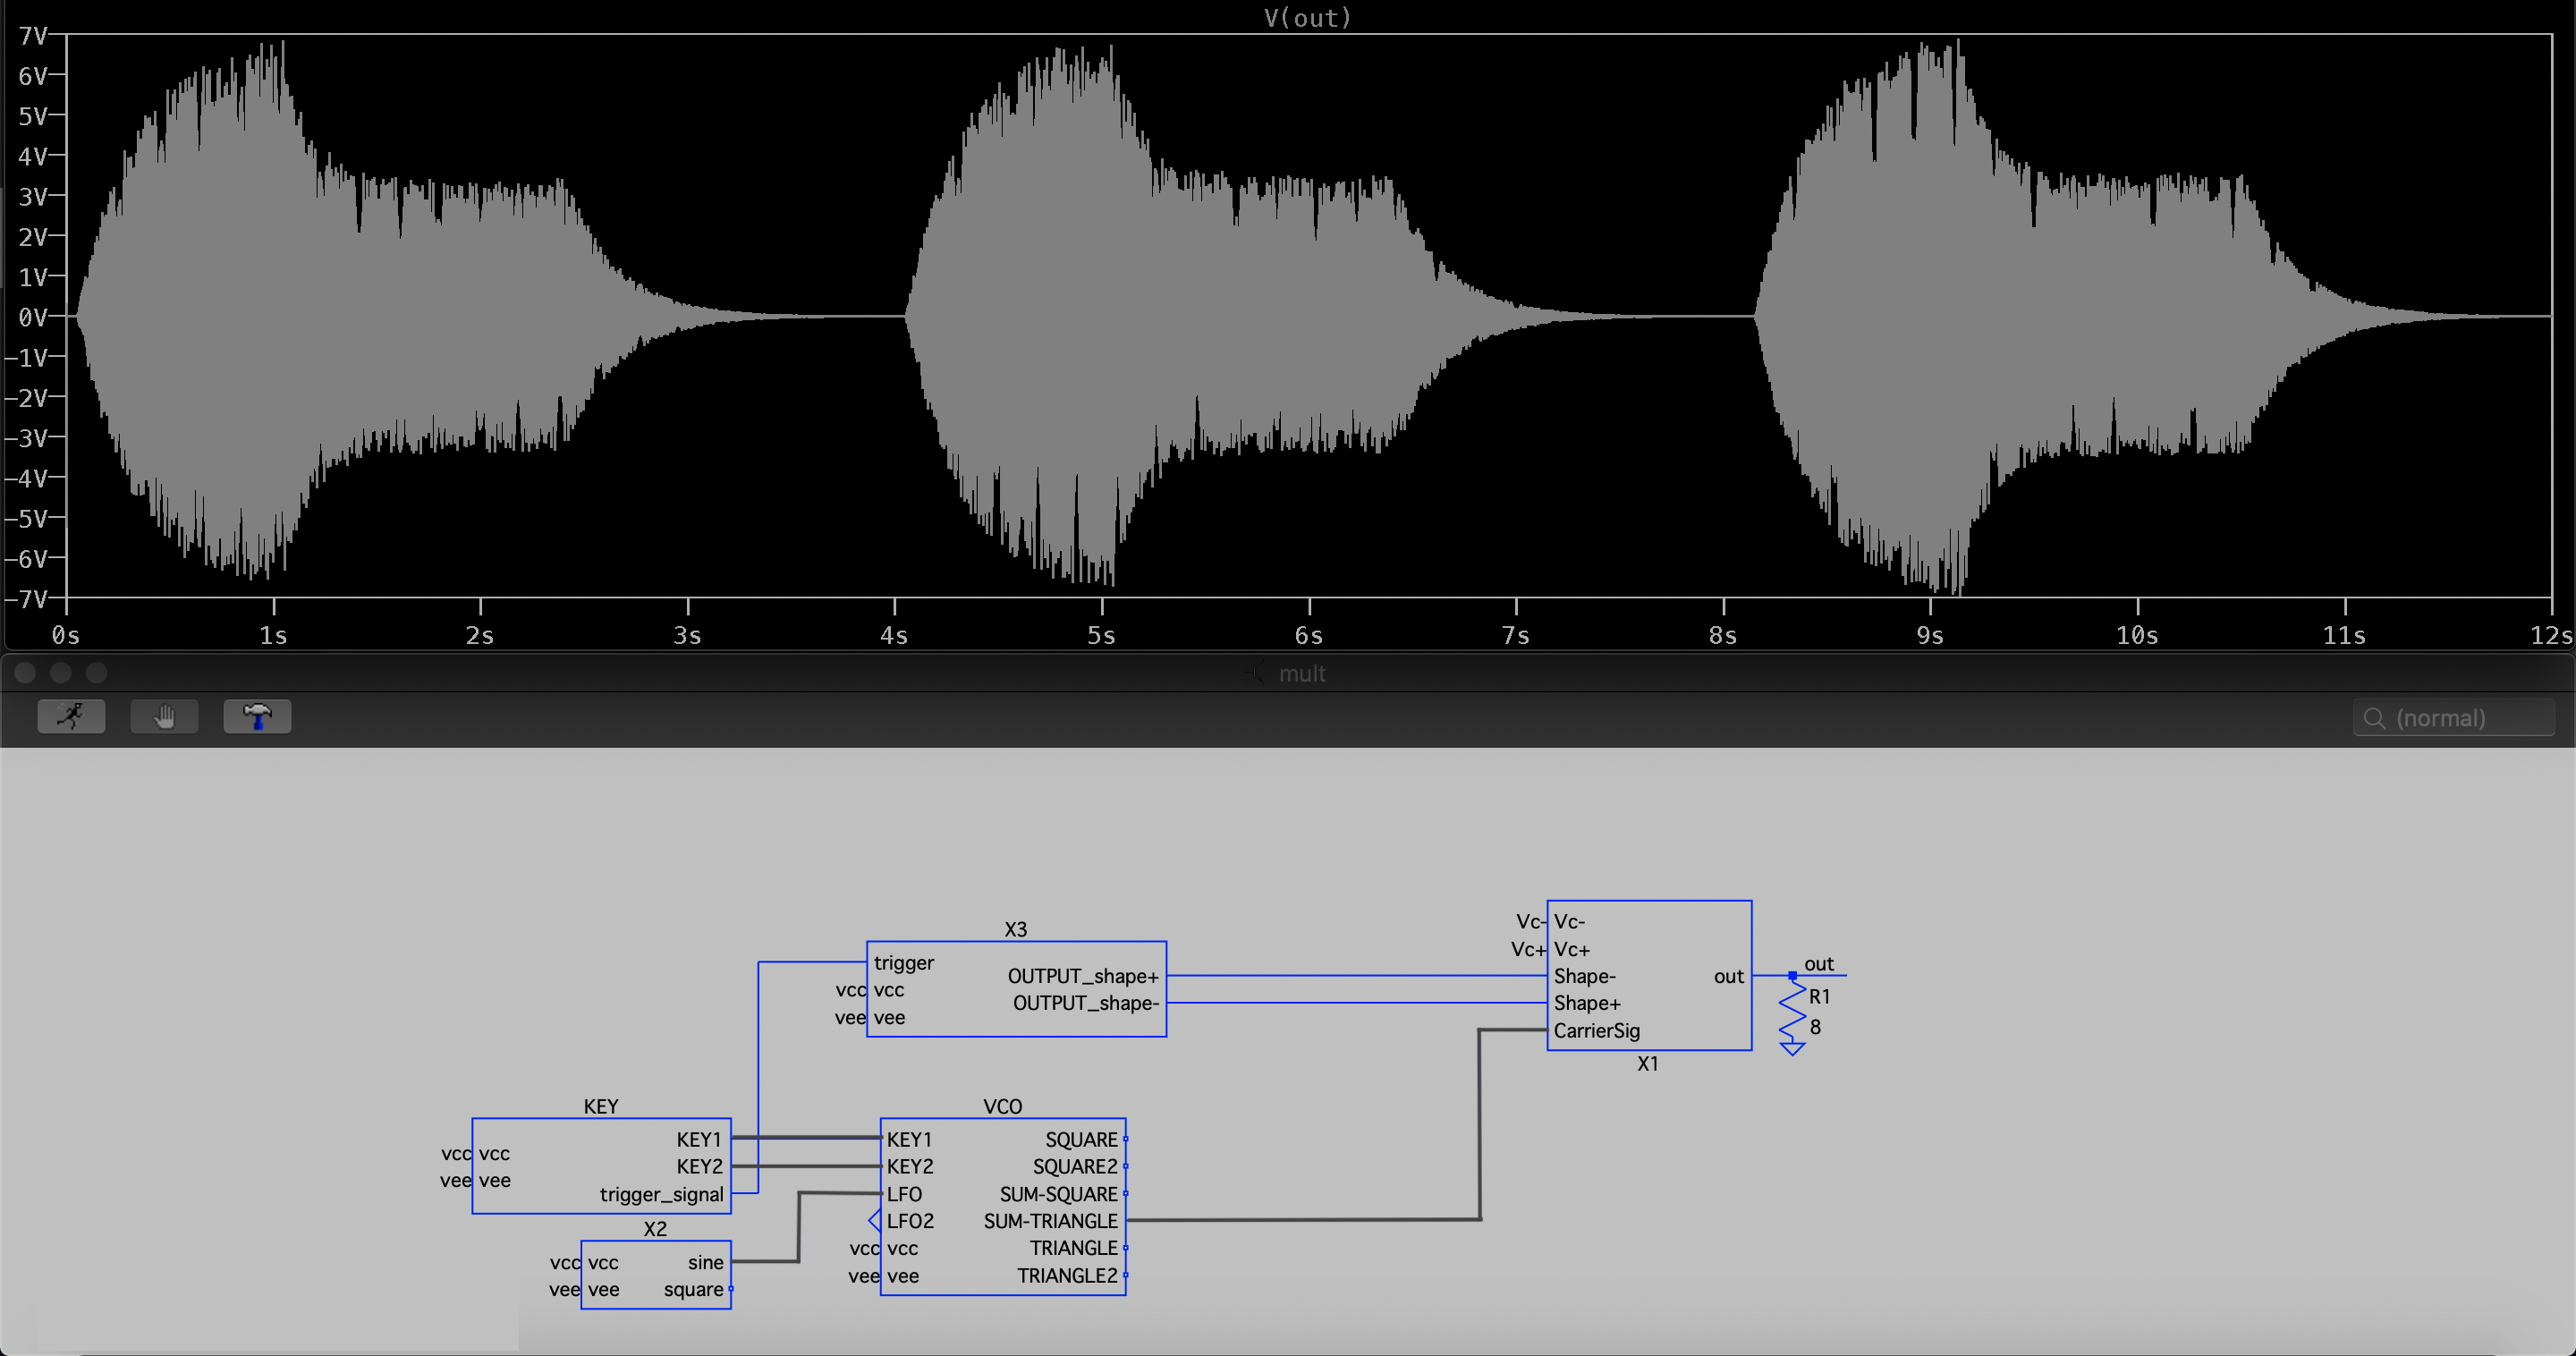 V(out)
7V
6V
5V
4V
3V
2V
1V
0V
-1V
-2V
-3V
-4V
-5V
-6V
-7V
0s 1s 2s 3s 4s 5s 6s 7s 8s 9s 10s 11s 12s
mult
(normal)
X3
trigger
vcc vcc
vee vee
OUTPUT_shape+
OUTPUT_shape-
Vc- Vc-
Vc+ Vc+
Shape-
Shape+
CarrierSig
out
X1
out
R1
8
KEY
vcc vcc
vee vee
KEY1
KEY2
trigger_signal
VCO
KEY1
KEY2
LFO
LFO2
vcc vcc
vee vee
SQUARE
SQUARE2
SUM-SQUARE
SUM-TRIANGLE
TRIANGLE
TRIANGLE2
X2
vcc vcc
vee vee
sine
square